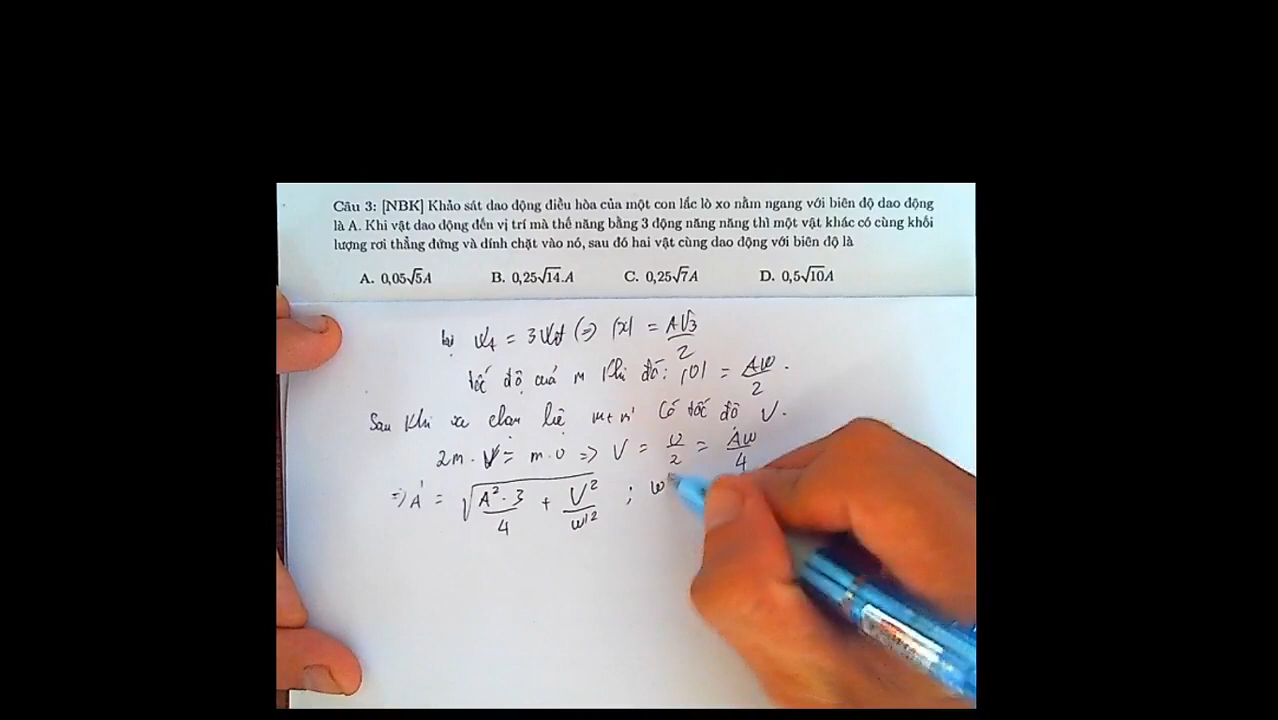 Câu 3: [NBK] Khảo sát dao động điều hòa của một con lắc lò xo nằm ngang với biên độ dao động
là A. Khi vật dao động đến vị trí mà thế năng bằng 3 động năng năng thì một vật khác có cùng khối
lượng rơi thẳng đứng và dính chặt vào nó, sau đó hai vật cùng dao động với biên độ là
A. 0,05√5A B. 0,25√14.A C. 0,25√7A D. 0,5√10A
Wt = 3Wđ (=) |x| = A√3/2
tốc độ của m khi đó: |v| = Aω/2.
Sau khi va chạm hệ m+m' có tốc độ V.
2m.V = m.v => V = v/2 = Aω/4
=> A' = √(A².3/4 + V²/ω'²) ; ω